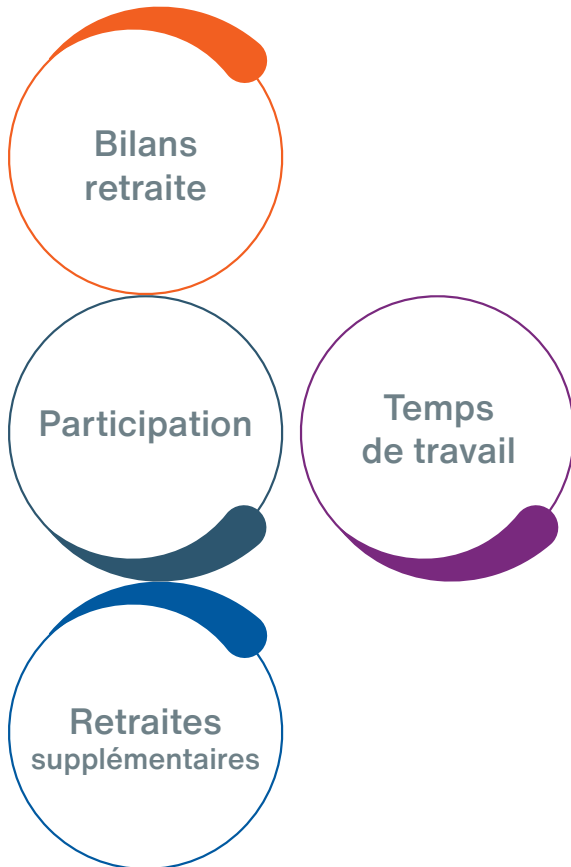 Bilans
retraite
Participation
Temps
de travail
Retraites
supplémentaires